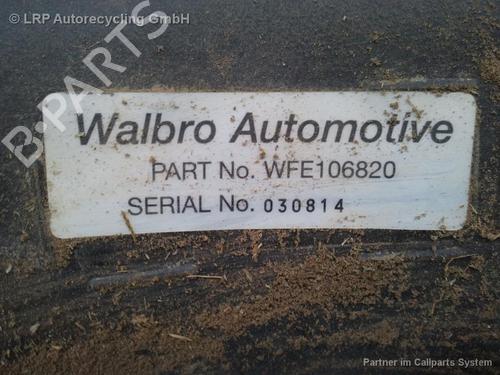 © LRP Autorecycling GmbH
B-PARTS
Walbro Automotive
PART No. WFE106820
SERIAL No. 030814
Partner im Callparts System